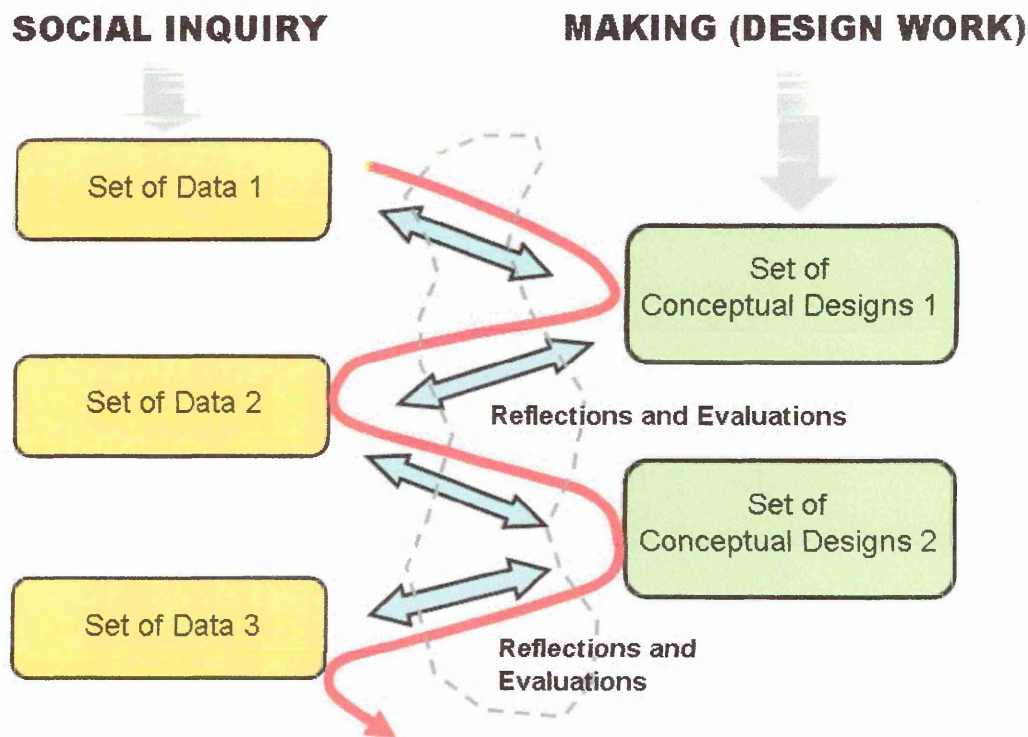 SOCIAL INQUIRY
MAKING (DESIGN WORK)
Set of Data 1
Set of
Conceptual Designs 1
Set of Data 2
Reflections and Evaluations
Set of
Conceptual Designs 2
Set of Data 3
Reflections and
Evaluations